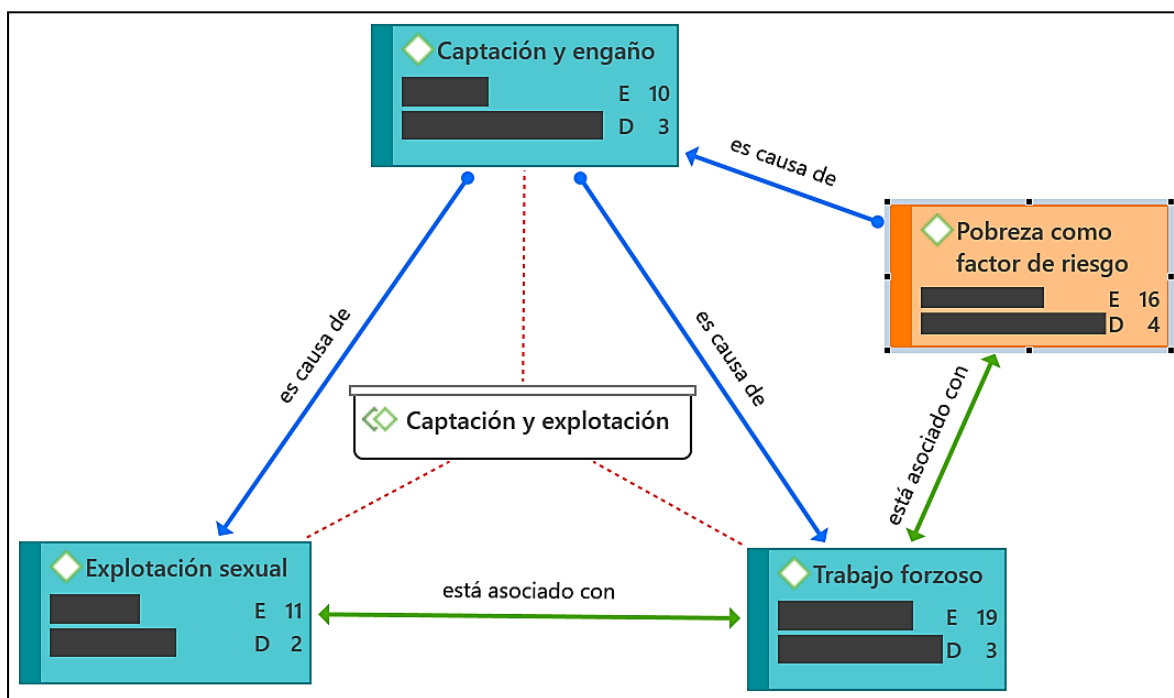 Captación y engaño
E 10
D 3
es causa de
Pobreza como
factor de riesgo
E 16
D 4
es causa de
es causa de
Captación y explotación
está asociado con
Explotación sexual
E 11
D 2
está asociado con
Trabajo forzoso
E 19
D 3